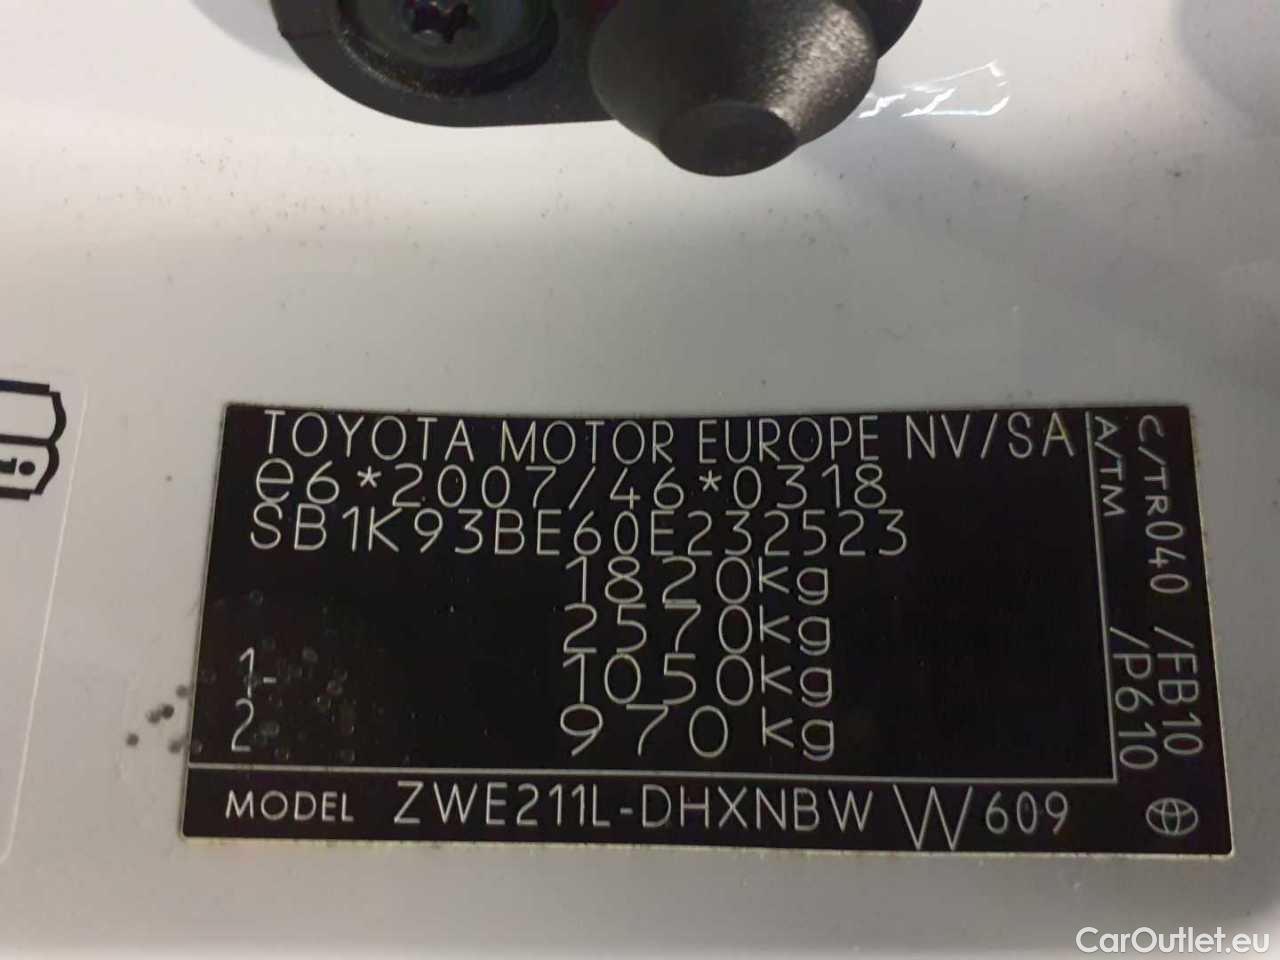 TOYOTA MOTOR EUROPE NV/SA
e6*2007/46*0318
SB1K93BE60E232523
1820kg
2570kg
1- 1050kg
2 970 kg
MODEL ZWE211L-DHXNBW W609
C/TR040 /FB10
A/TM /P610
CarOutlet.eu